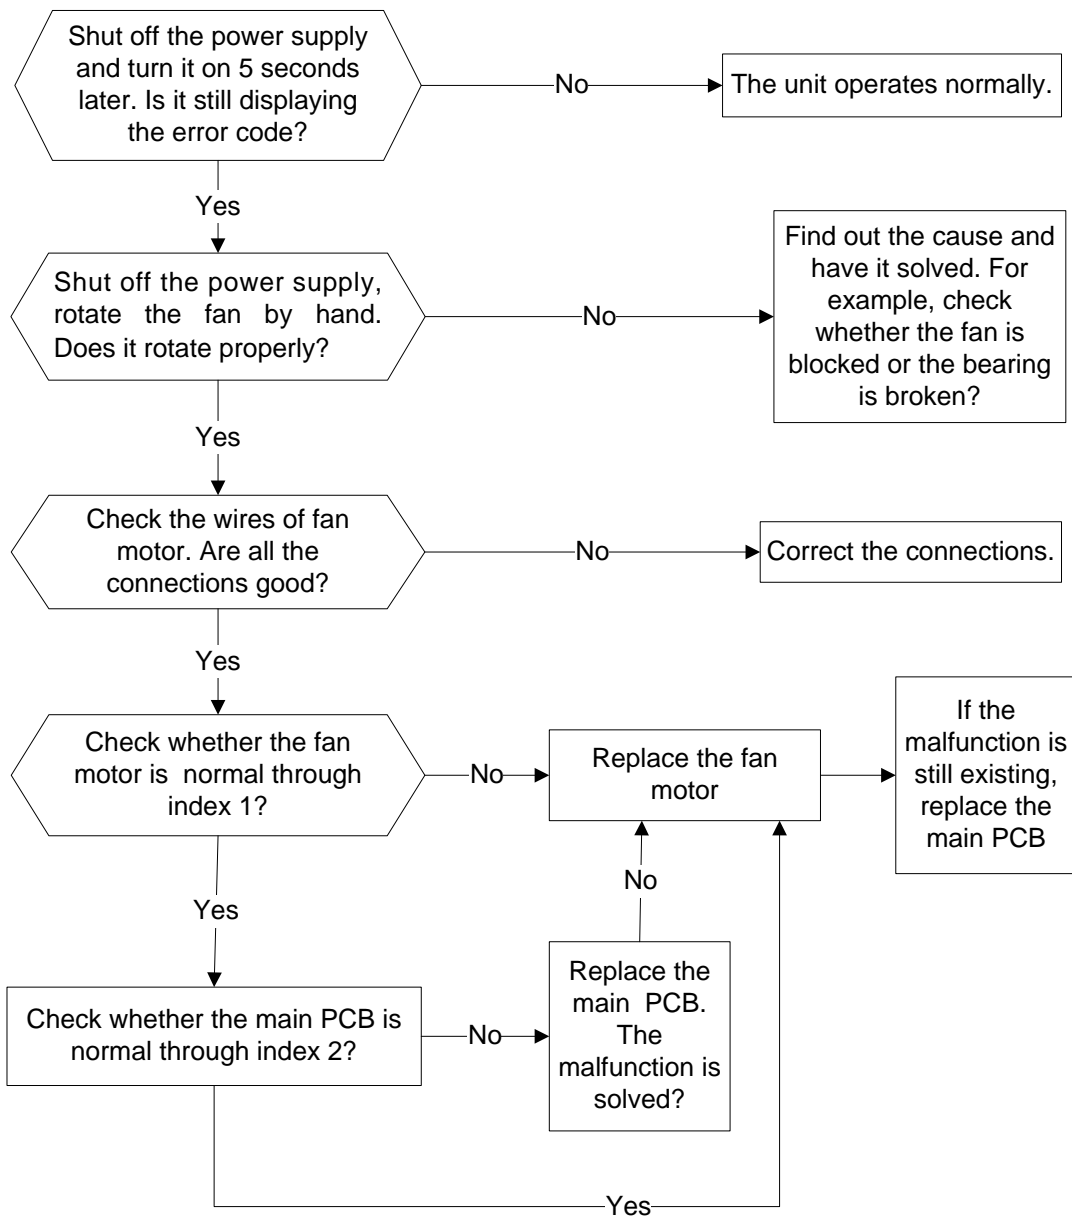 Shut off the power supply
and turn it on 5 seconds
later. Is it still displaying
the error code?
No
The unit operates normally.
Yes
Shut off the power supply,
rotate the fan by hand.
Does it rotate properly?
No
Find out the cause and
have it solved. For
example, check
whether the fan is
blocked or the bearing
is broken?
Yes
Check the wires of fan
motor. Are all the
connections good?
No
Correct the connections.
Yes
Check whether the fan
motor is normal through
index 1?
No
Replace the fan
motor
If the
malfunction is
still existing,
replace the
main PCB
Yes
No
Check whether the main PCB is
normal through index 2?
No
Replace the
main PCB.
The
malfunction is
solved?
Yes